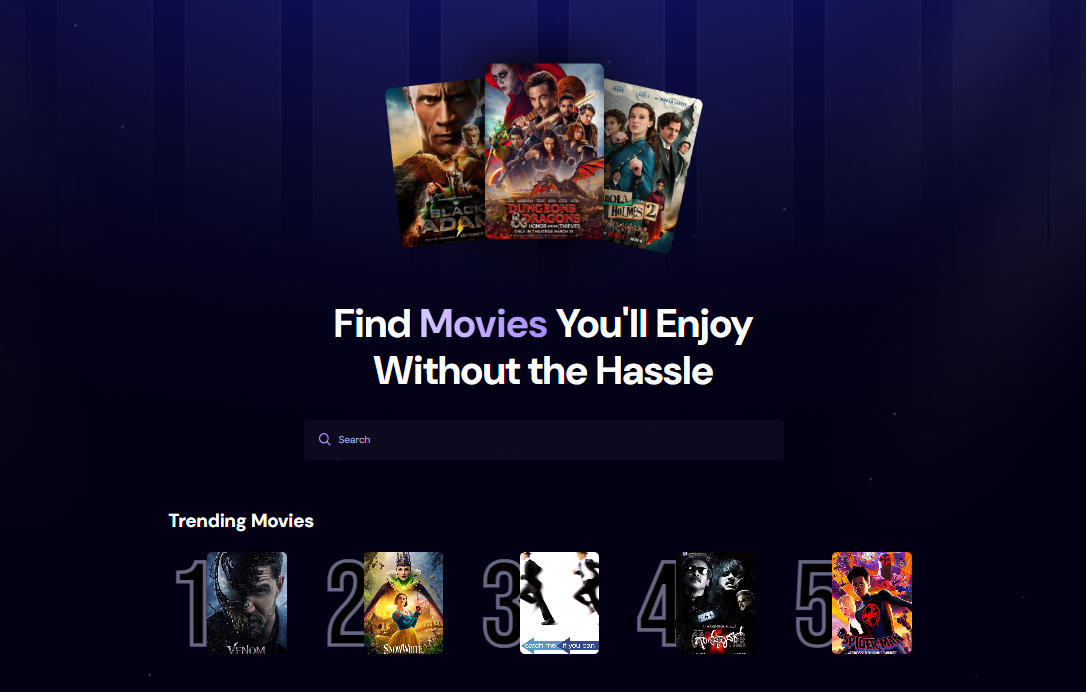 BLACK
ADAM
DUNGEONS
& DRAGONS
HONOR AMONG THIEVES
ONLY IN THEATRES MARCH 31
HOLMES 2
Find Movies You'll Enjoy
Without the Hassle
Search
Trending Movies
1
VENOM
2
SNOW WHITE
3
catch me if you can
4
5
SPIDER-MAN